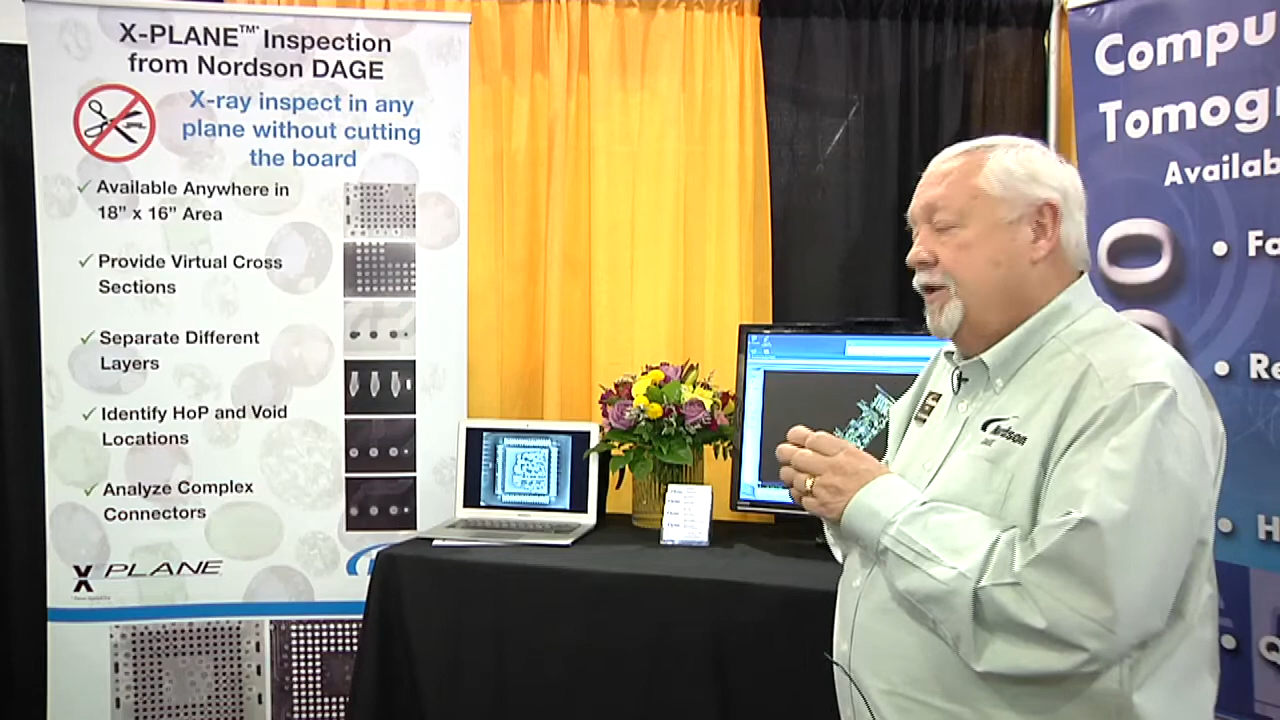 X-PLANE™* Inspection
from Nordson DAGE
X-ray inspect in any
plane without cutting
the board
✓ Available Anywhere in
18" x 16" Area
✓ Provide Virtual Cross
Sections
✓ Separate Different
Layers
✓ Identify HoP and Void
Locations
✓ Analyze Complex
Connectors
X PLANE
Compu
Tomog
Availab
• Fo
• Re
• H
• Q
Nordson
DAGE